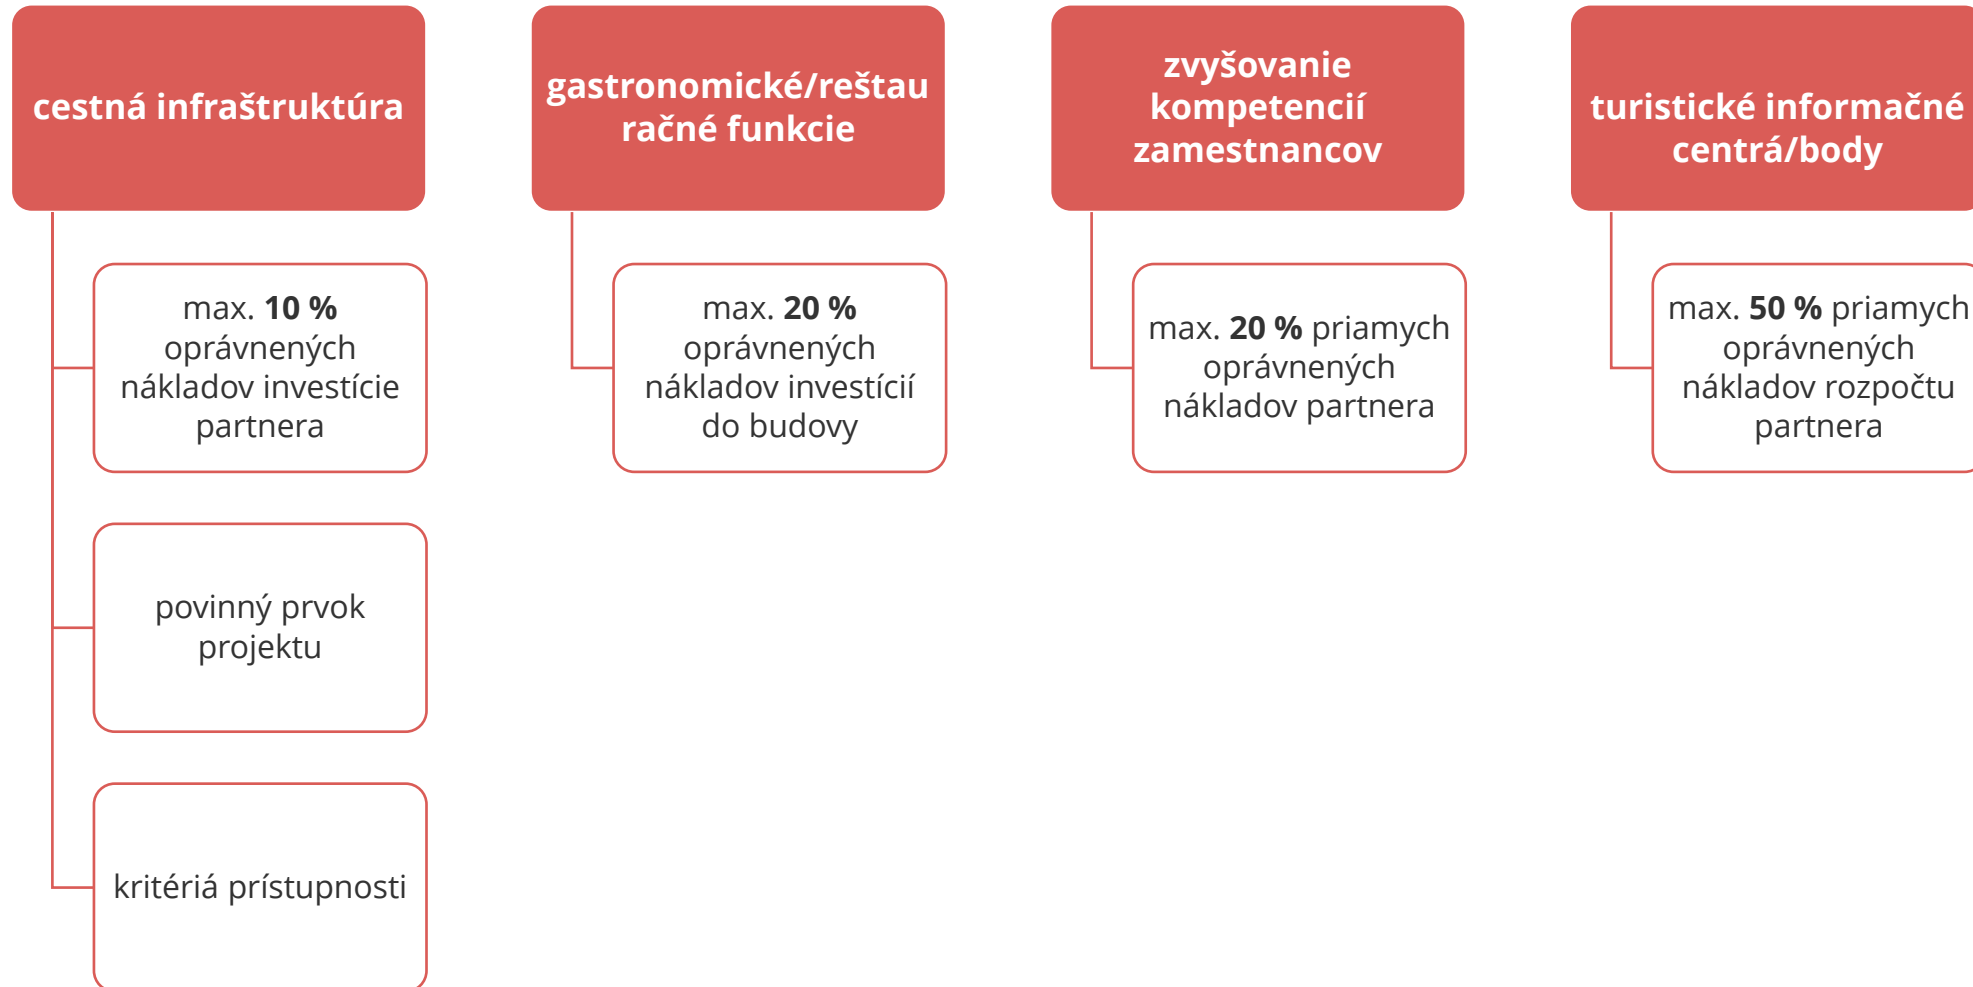 cestná infraštruktúra
max. 10 %
oprávnených
nákladov investície
partnera
povinný prvok
projektu
kritériá prístupnosti
gastronomické/reštau
račné funkcie
max. 20 %
oprávnených
nákladov investícií
do budovy
zvyšovanie
kompetencií
zamestnancov
max. 20 % priamych
oprávnených
nákladov partnera
turistické informačné
centrá/body
max. 50 % priamych
oprávnených
nákladov rozpočtu
partnera